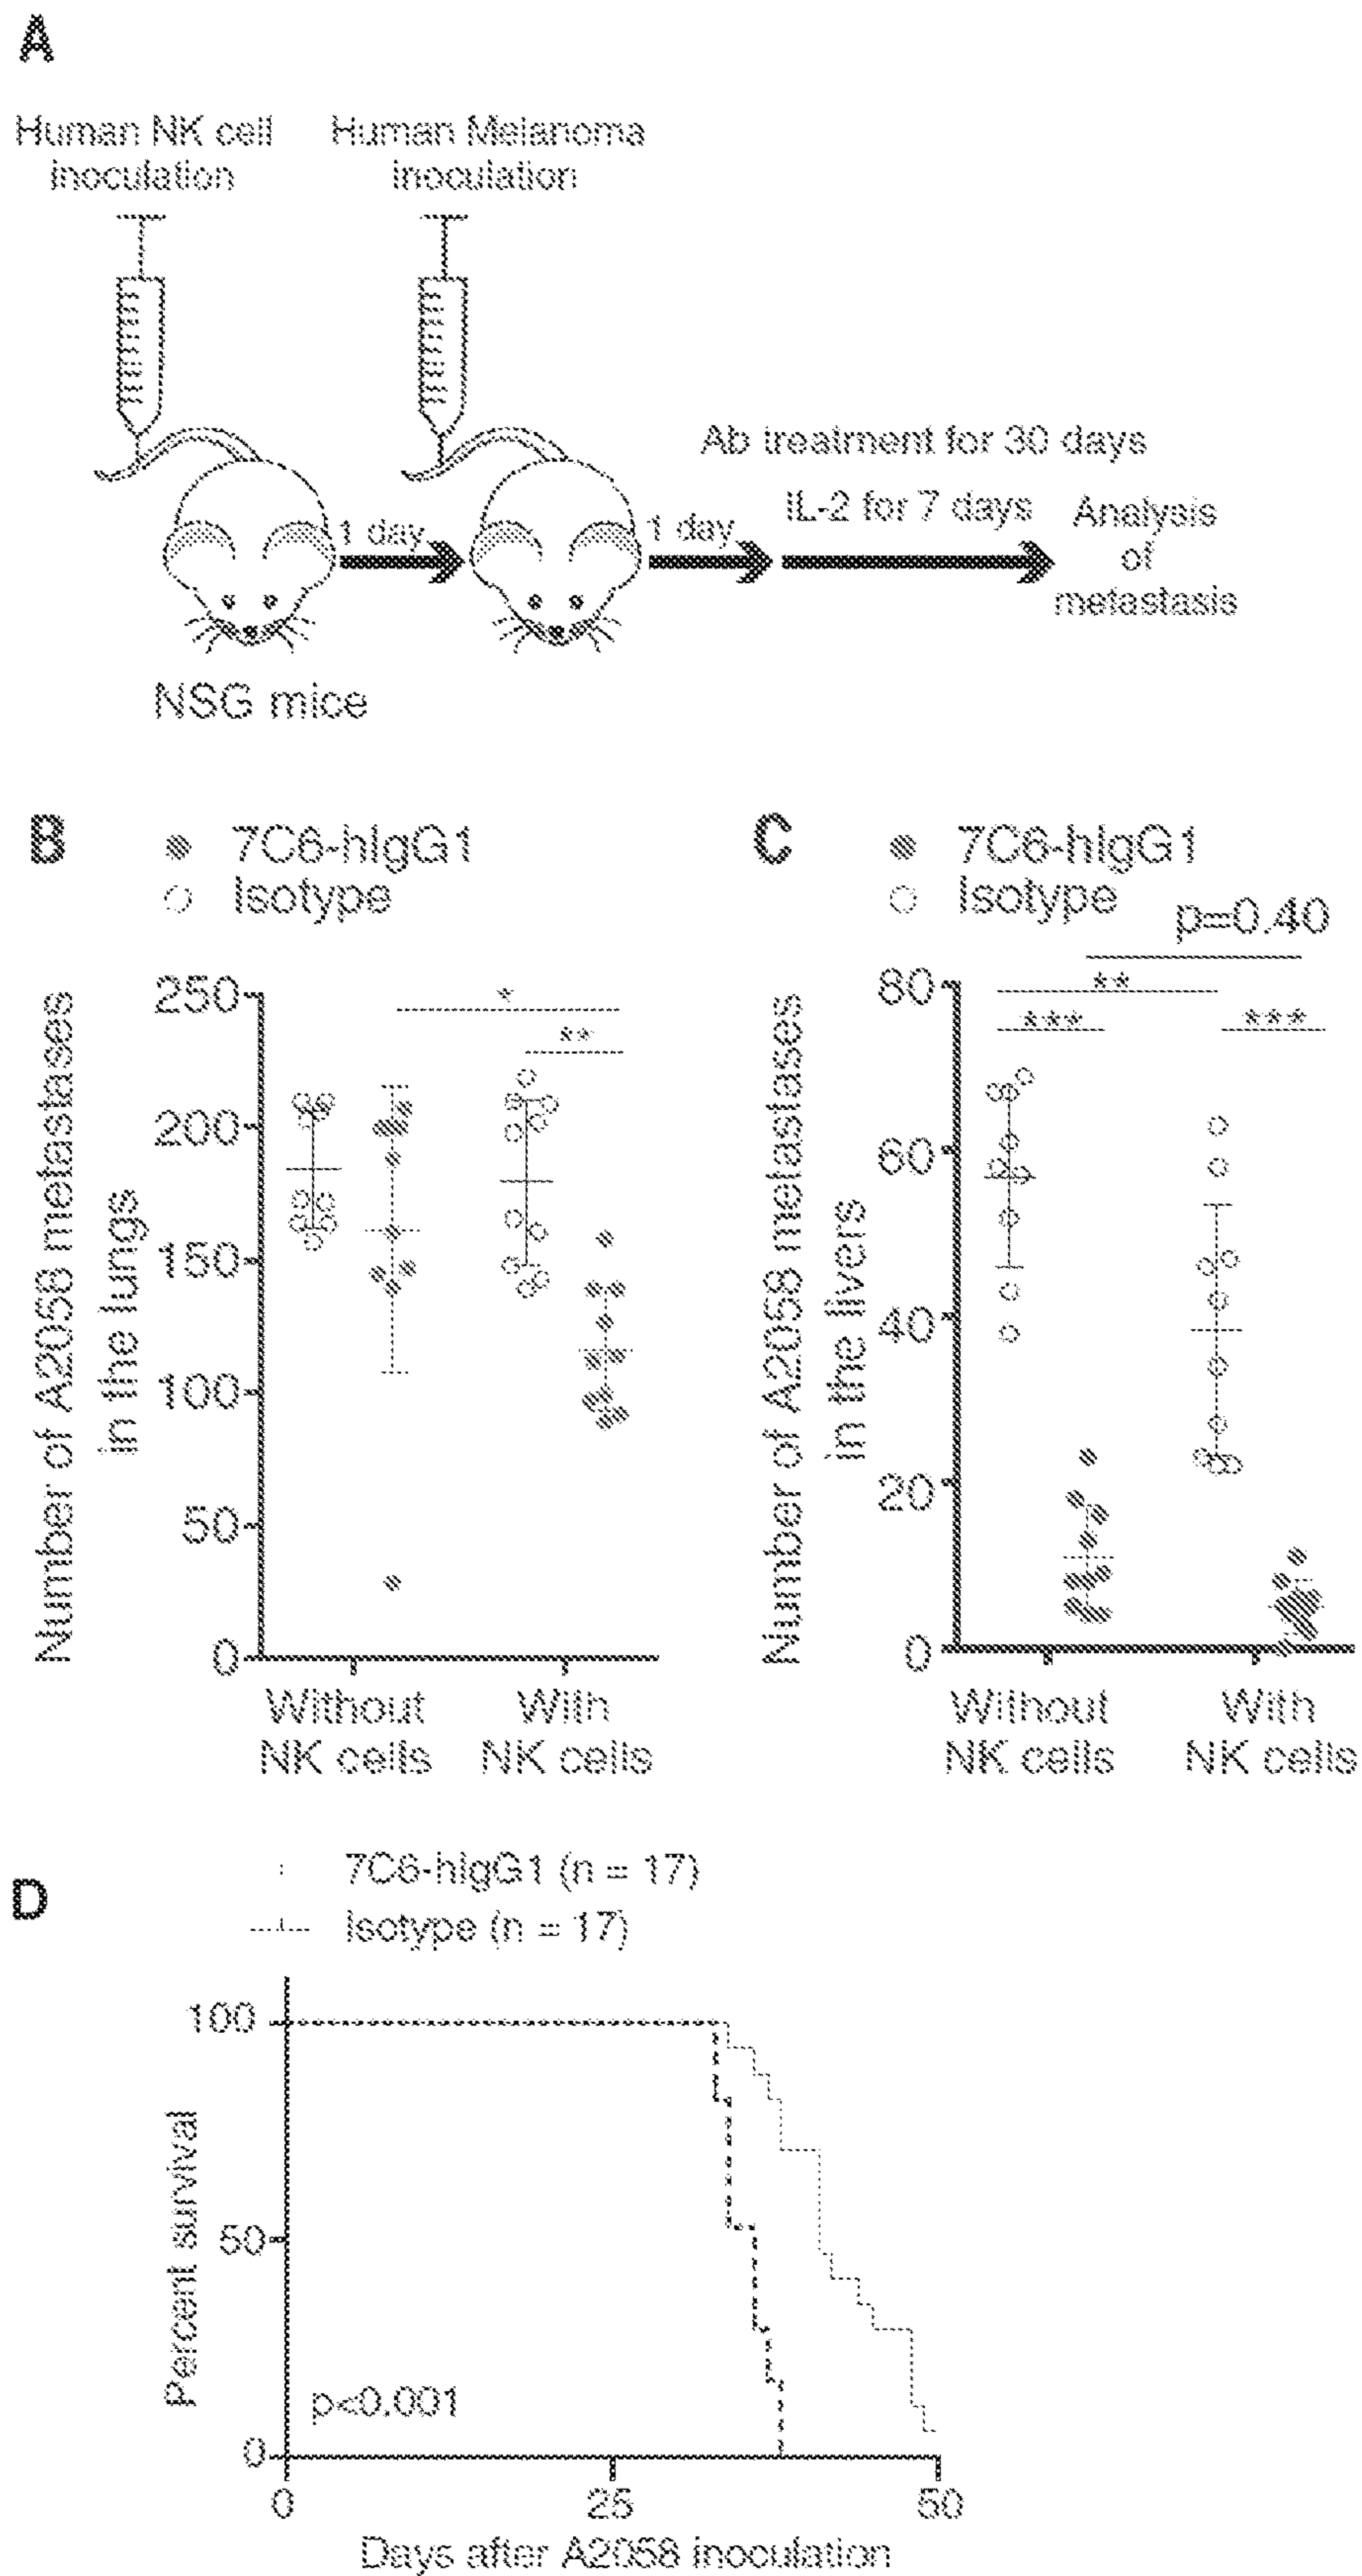 A
Human NK cell
inoculation
Human Melanoma
inoculation
Ab treatment for 30 days
1 day
1 day
IL-2 for 7 days
Analysis
of
metastasis
NSG mice
B
7C6-hIgG1
Isotype
Number of A2058 metastases
in the lungs
250
200
150
100
50
0
*
**
Without
NK cells
With
NK cells
C
7C6-hIgG1
Isotype
p=0.40
**
***
***
Number of A2058 metastases
in the livers
80
60
40
20
0
Without
NK cells
With
NK cells
D
7C6-hIgG1 (n = 17)
Isotype (n = 17)
Percent survival
100
50
0
p<0.001
0
25
50
Days after A2058 inoculation